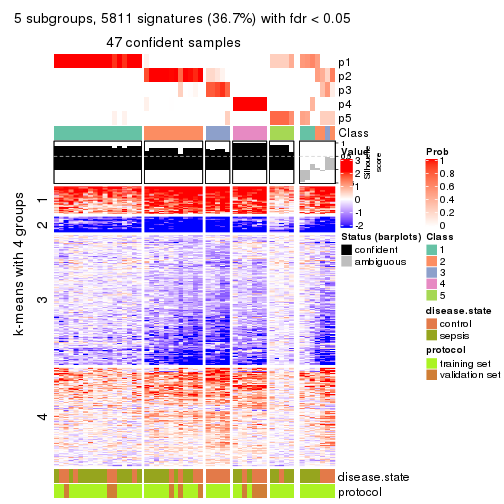 5 subgroups, 5811 signatures (36.7%) with fdr < 0.05
47 confident samples
p1
p2
p3
p4
p5
Class
1
Silhouette
score
k-means with 4 groups
1
2
3
4
disease.state
protocol
Value
3
2
1
0
-1
-2
Prob
1
0.8
0.6
0.4
0.2
0
Status (barplots)
confident
ambiguous
Class
1
2
3
4
5
disease.state
control
sepsis
protocol
training set
validation set